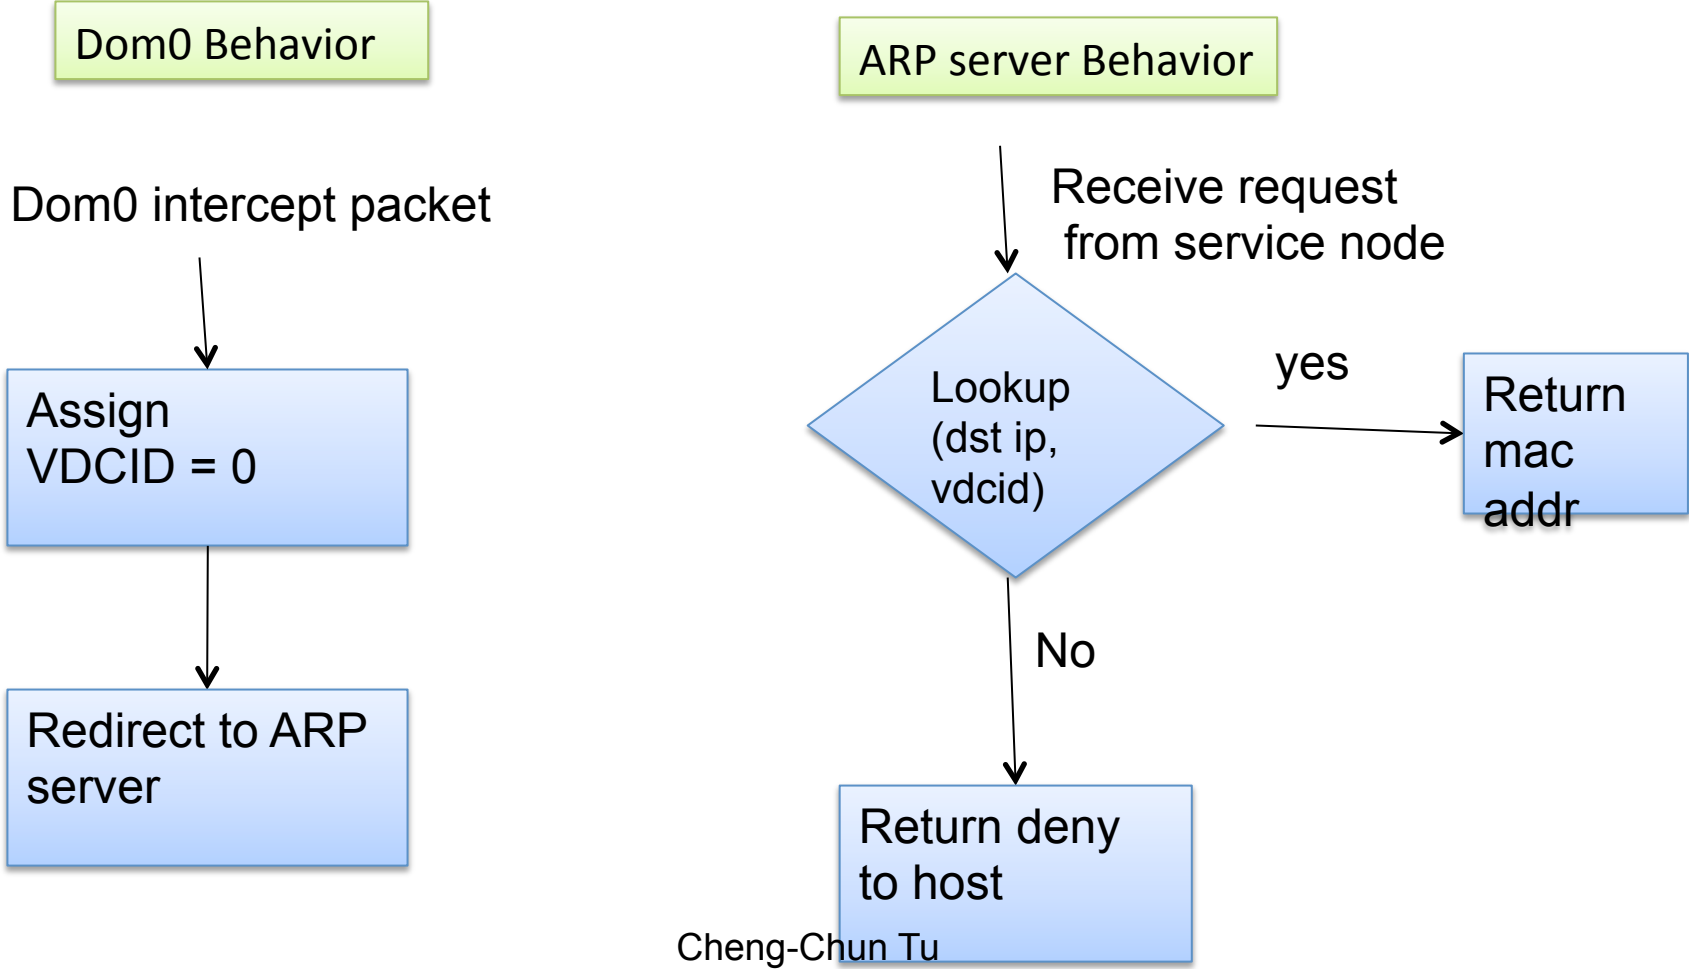 Dom0 Behavior
Dom0 intercept packet
Assign
VDCID = 0
Redirect to ARP
server
ARP server Behavior
Receive request
from service node
Lookup
(dst ip,
vdcid)
yes
Return
mac
addr
No
Return deny
to host
Cheng-Chun Tu